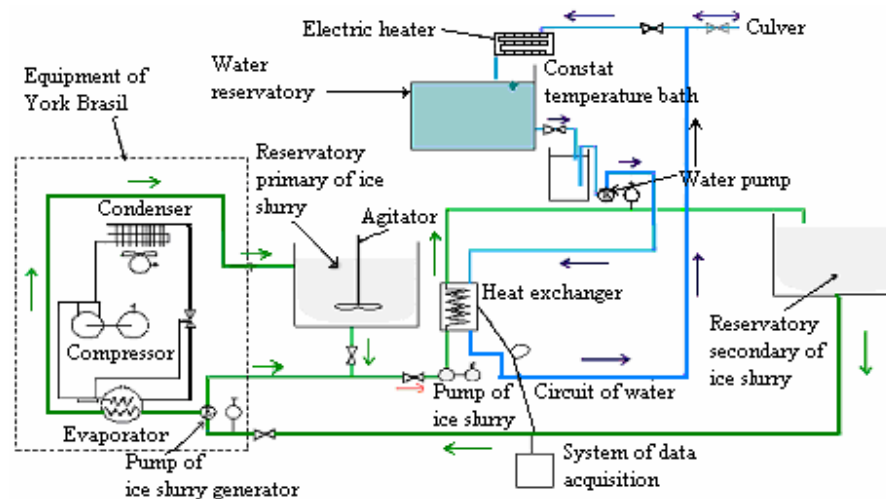 Electric heater
Culver
Water
reservatory
Constat
temperature bath
Equipment of
York Brasil
Reservatory
primary of ice
slurry
Water pump
Condenser
Agitator
Heat exchanger
Compressor
Reservatory
secondary of
ice slurry
Pump of
ice slurry
Circuit of water
Evaporator
Pump of
ice slurry generator
System of data
acquisition